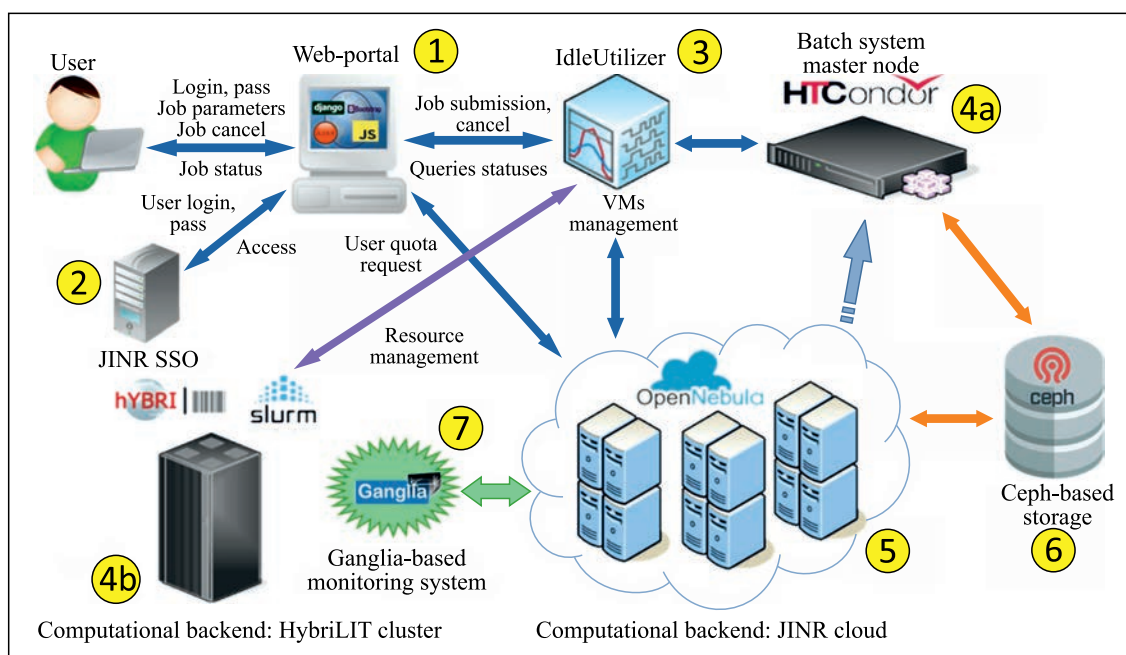 User
Web-portal
1
IdleUtilizer
3
Batch system
master node
HTCondor
4a
Login, pass
Job parameters
Job cancel
Job status
django
JS
Job submission,
cancel
Queries statuses
User login,
pass
Access
VMs
management
User quota
request
2
JINR SSO
Resource
management
hYBRI
slurm
OpenNebula
ceph
7
Ganglia
Ganglia-based
monitoring system
4b
5
Ceph-based
storage
6
Computational backend: HybriLIT cluster
Computational backend: JINR cloud